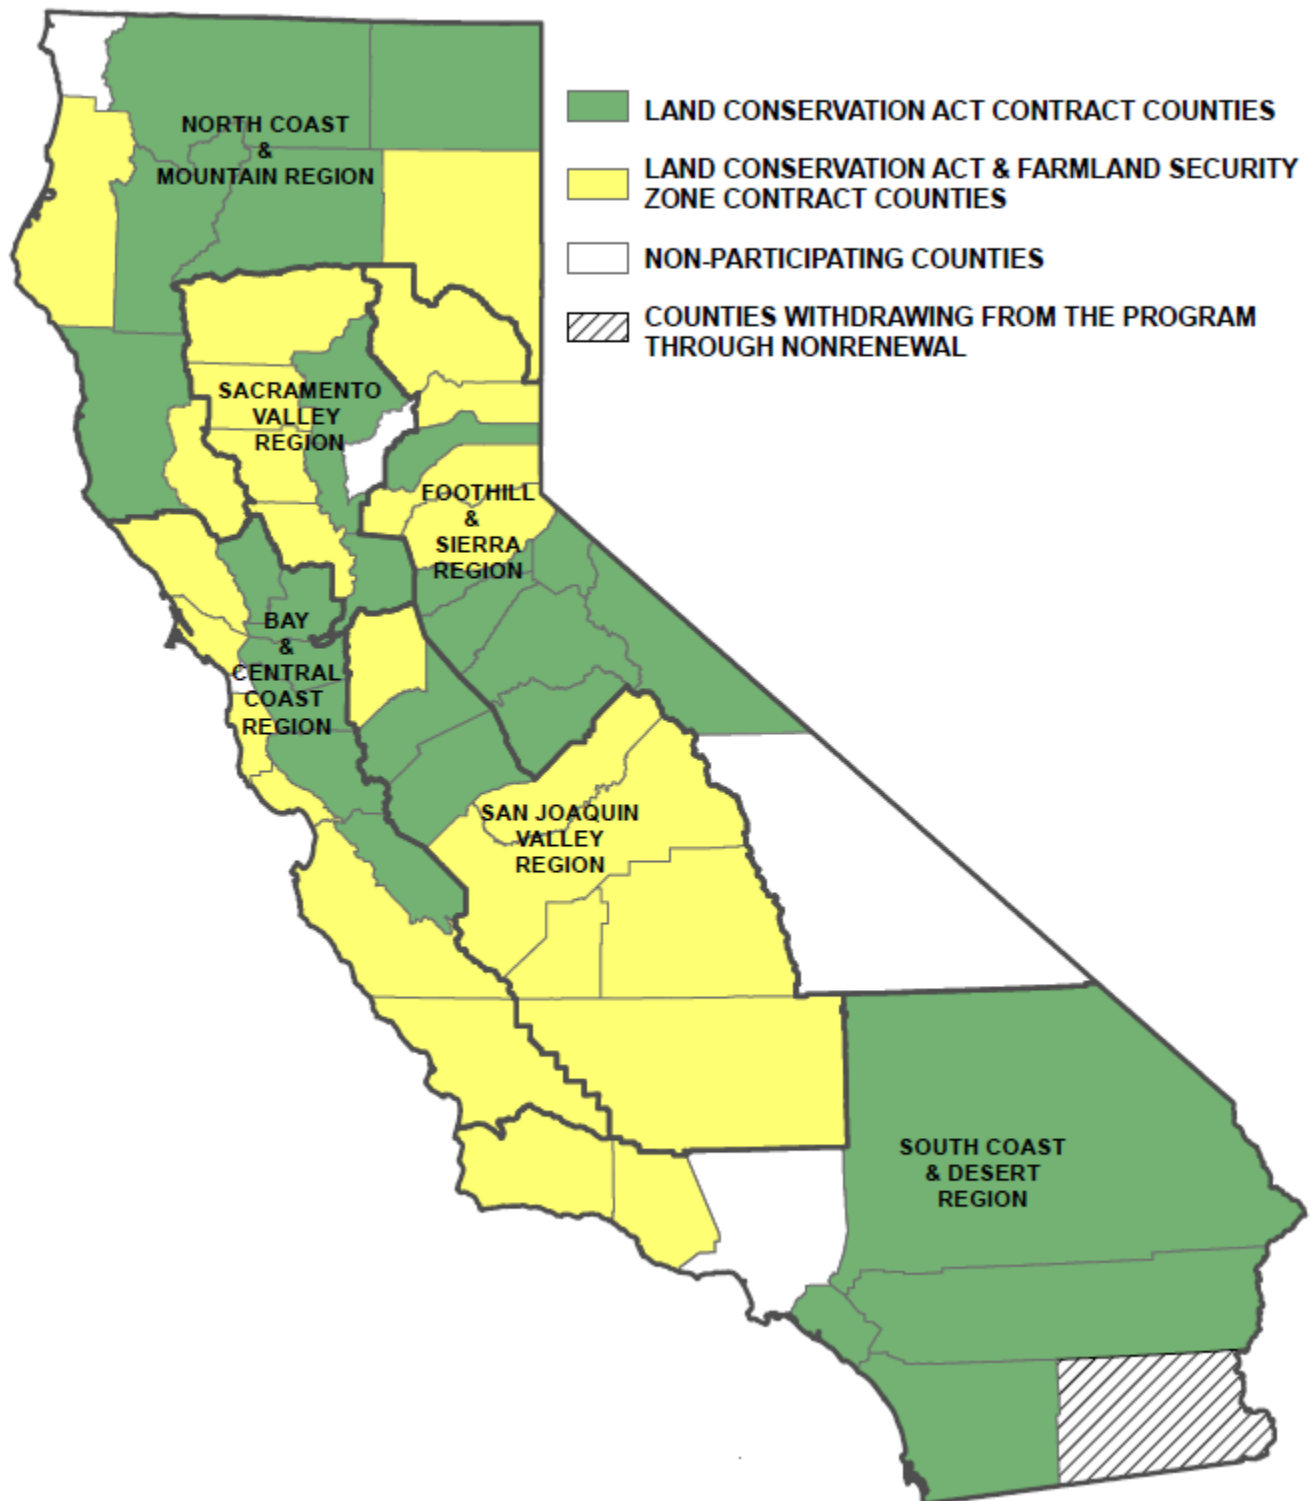 LAND CONSERVATION ACT CONTRACT COUNTIES
LAND CONSERVATION ACT & FARMLAND SECURITY
ZONE CONTRACT COUNTIES
NON-PARTICIPATING COUNTIES
COUNTIES WITHDRAWING FROM THE PROGRAM
THROUGH NONRENEWAL
NORTH COAST
&
MOUNTAIN REGION
SACRAMENTO
VALLEY
REGION
FOOTHILL
&
SIERRA
REGION
BAY
&
CENTRAL
COAST
REGION
SAN JOAQUIN
VALLEY
REGION
SOUTH COAST
& DESERT
REGION